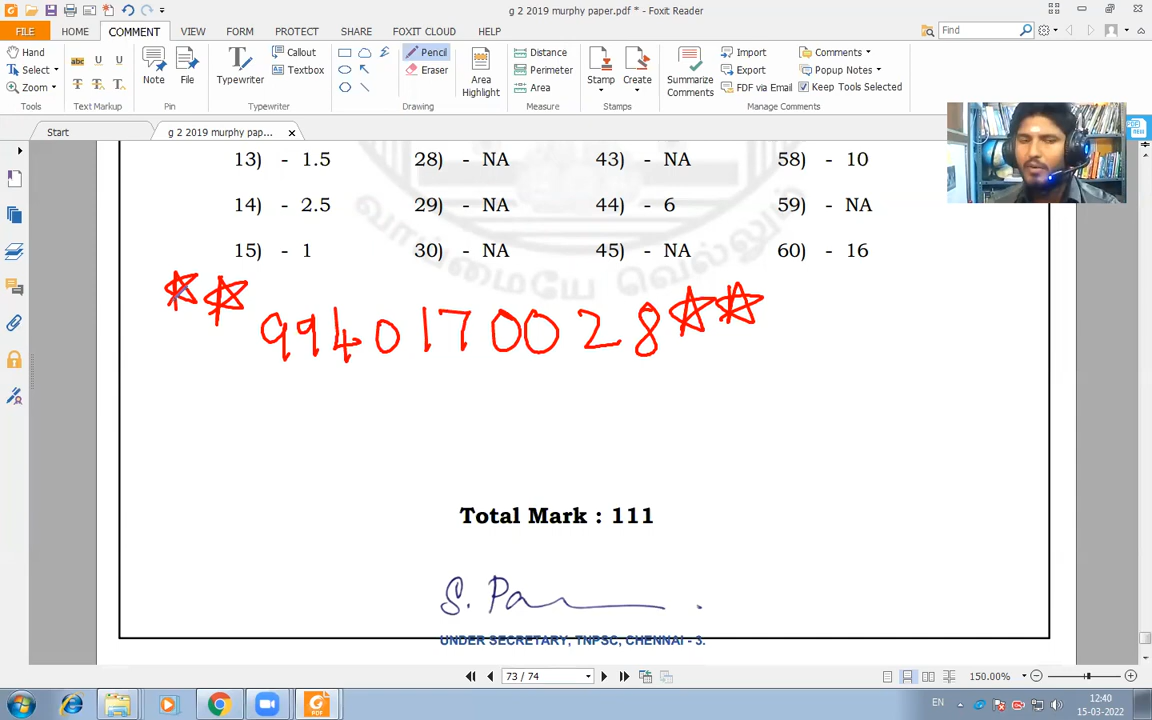 g 2 2019 murphy paper.pdf * - Foxit Reader
FILE HOME COMMENT VIEW FORM PROTECT SHARE FOXIT CLOUD HELP Find
Hand Callout Pencil Distance Import Comments
Select Note File Typewriter Textbox Eraser Area Highlight Perimeter Stamp Create Summarize Comments Export Popup Notes
Zoom Area FDF via Email Keep Tools Selected
Tools Text Markup Pin Typewriter Drawing Measure Stamps Manage Comments
Start g 2 2019 murphy pap...
13) - 1.5 28) - NA 43) - NA 58) - 10
14) - 2.5 29) - NA 44) - 6 59) - NA
15) - 1 30) - NA 45) - NA 60) - 16
வாய்மையே வெல்லும்
9940170028
Total Mark : 111
S. Pa
UNDER SECRETARY, TNPSC, CHENNAI - 3.
73 / 74 150.00%
EN 12:40
15-03-2022